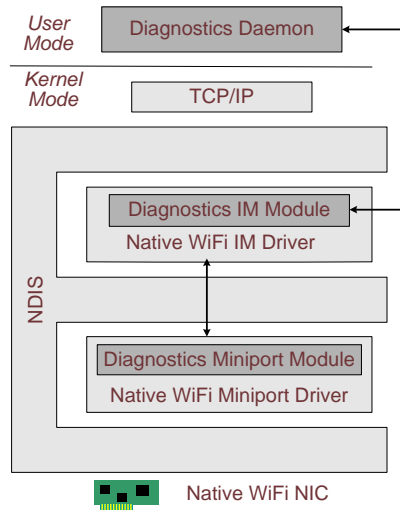 User
Mode
Diagnostics Daemon
Kernel
Mode
TCP/IP
NDIS
Diagnostics IM Module
Native WiFi IM Driver
Diagnostics Miniport Module
Native WiFi Miniport Driver
Native WiFi NIC